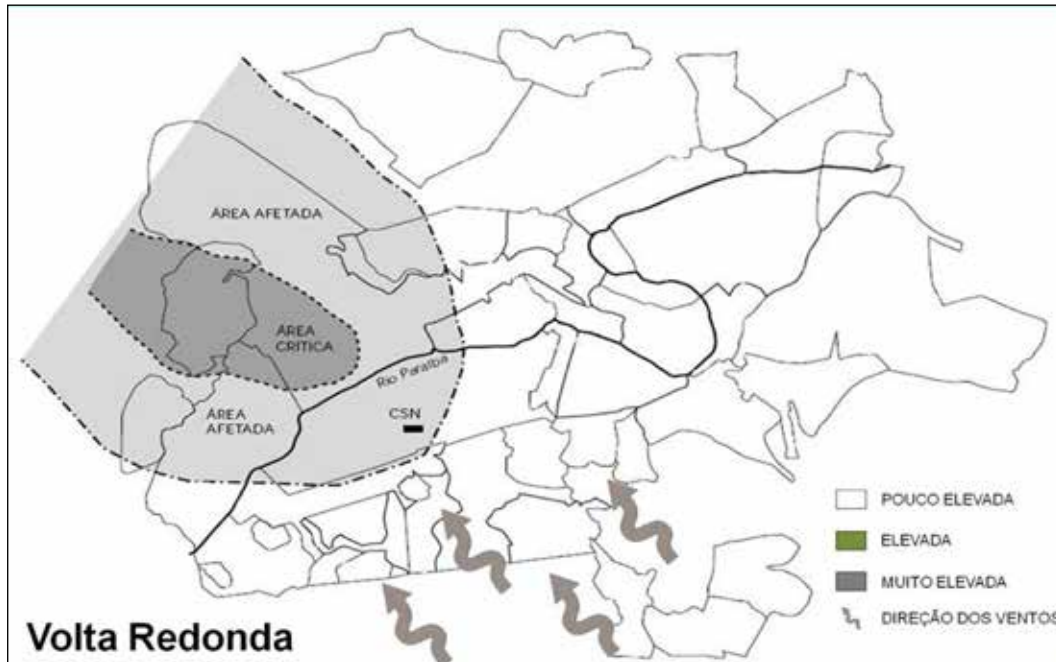 ÁREA AFETADA
ÁREA
CRÍTICA
Rio Paraíba
ÁREA
AFETADA
CSN
POUCO ELEVADA
ELEVADA
MUITO ELEVADA
DIREÇÃO DOS VENTOS
Volta Redonda